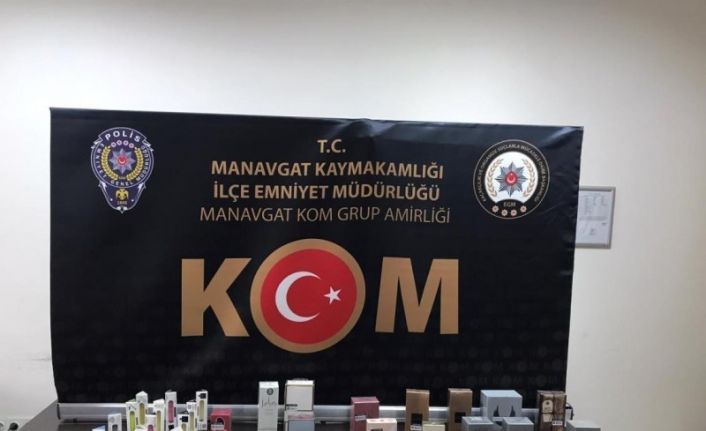 POLİS
T.C.
MANAVGAT KAYMAKAMLIĞI
İLÇE EMNİYET MÜDÜRLÜĞÜ
MANAVGAT KOM GRUP AMİRLİĞİ
EGM
KOM